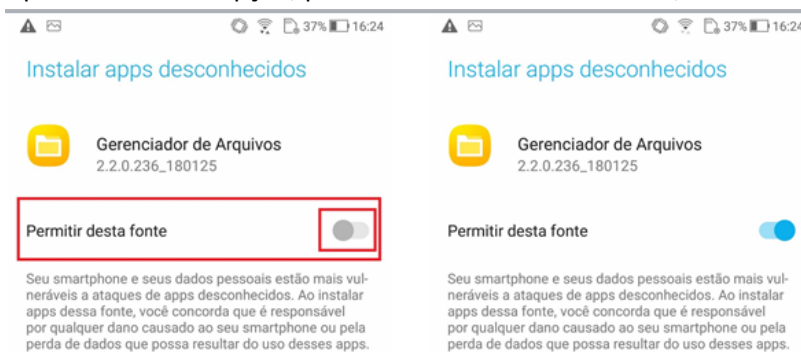 37% 16:24
Instalar apps desconhecidos
Gerenciador de Arquivos
2.2.0.236_180125
Permitir desta fonte
Seu smartphone e seus dados pessoais estão mais vul-
neráveis a ataques de apps desconhecidos. Ao instalar
apps dessa fonte, você concorda que é responsável
por qualquer dano causado ao seu smartphone ou pela
perda de dados que possa resultar do uso desses apps.
37% 16:24
Instalar apps desconhecidos
Gerenciador de Arquivos
2.2.0.236_180125
Permitir desta fonte
Seu smartphone e seus dados pessoais estão mais vul-
neráveis a ataques de apps desconhecidos. Ao instalar
apps dessa fonte, você concorda que é responsável
por qualquer dano causado ao seu smartphone ou pela
perda de dados que possa resultar do uso desses apps.